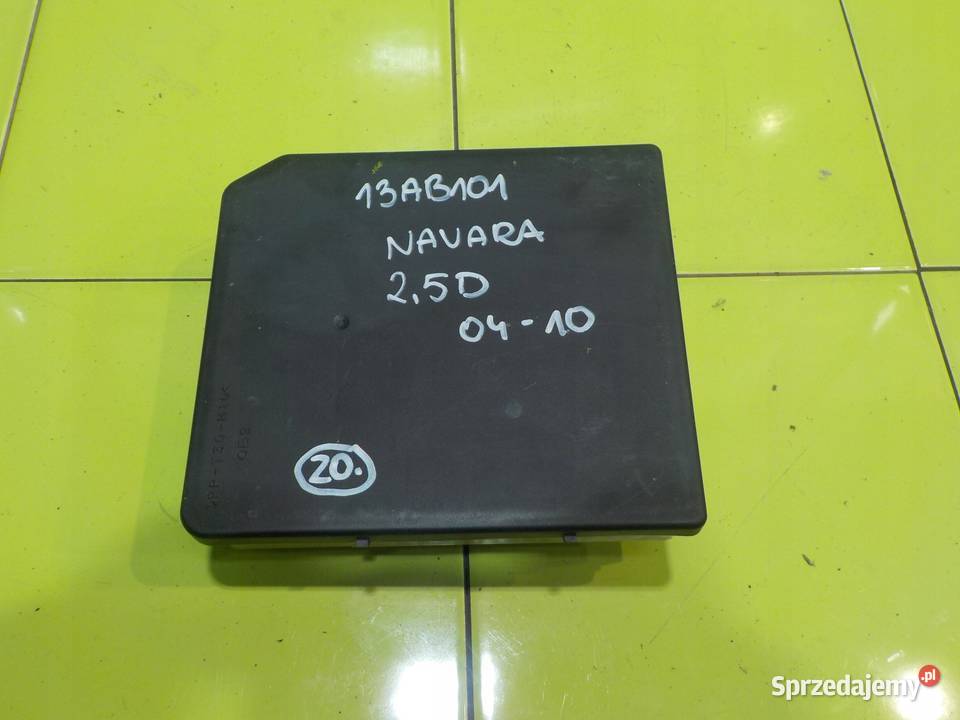 13AB101
NAVARA
2.5D
04-10
20.
Sprzedajemy.pl